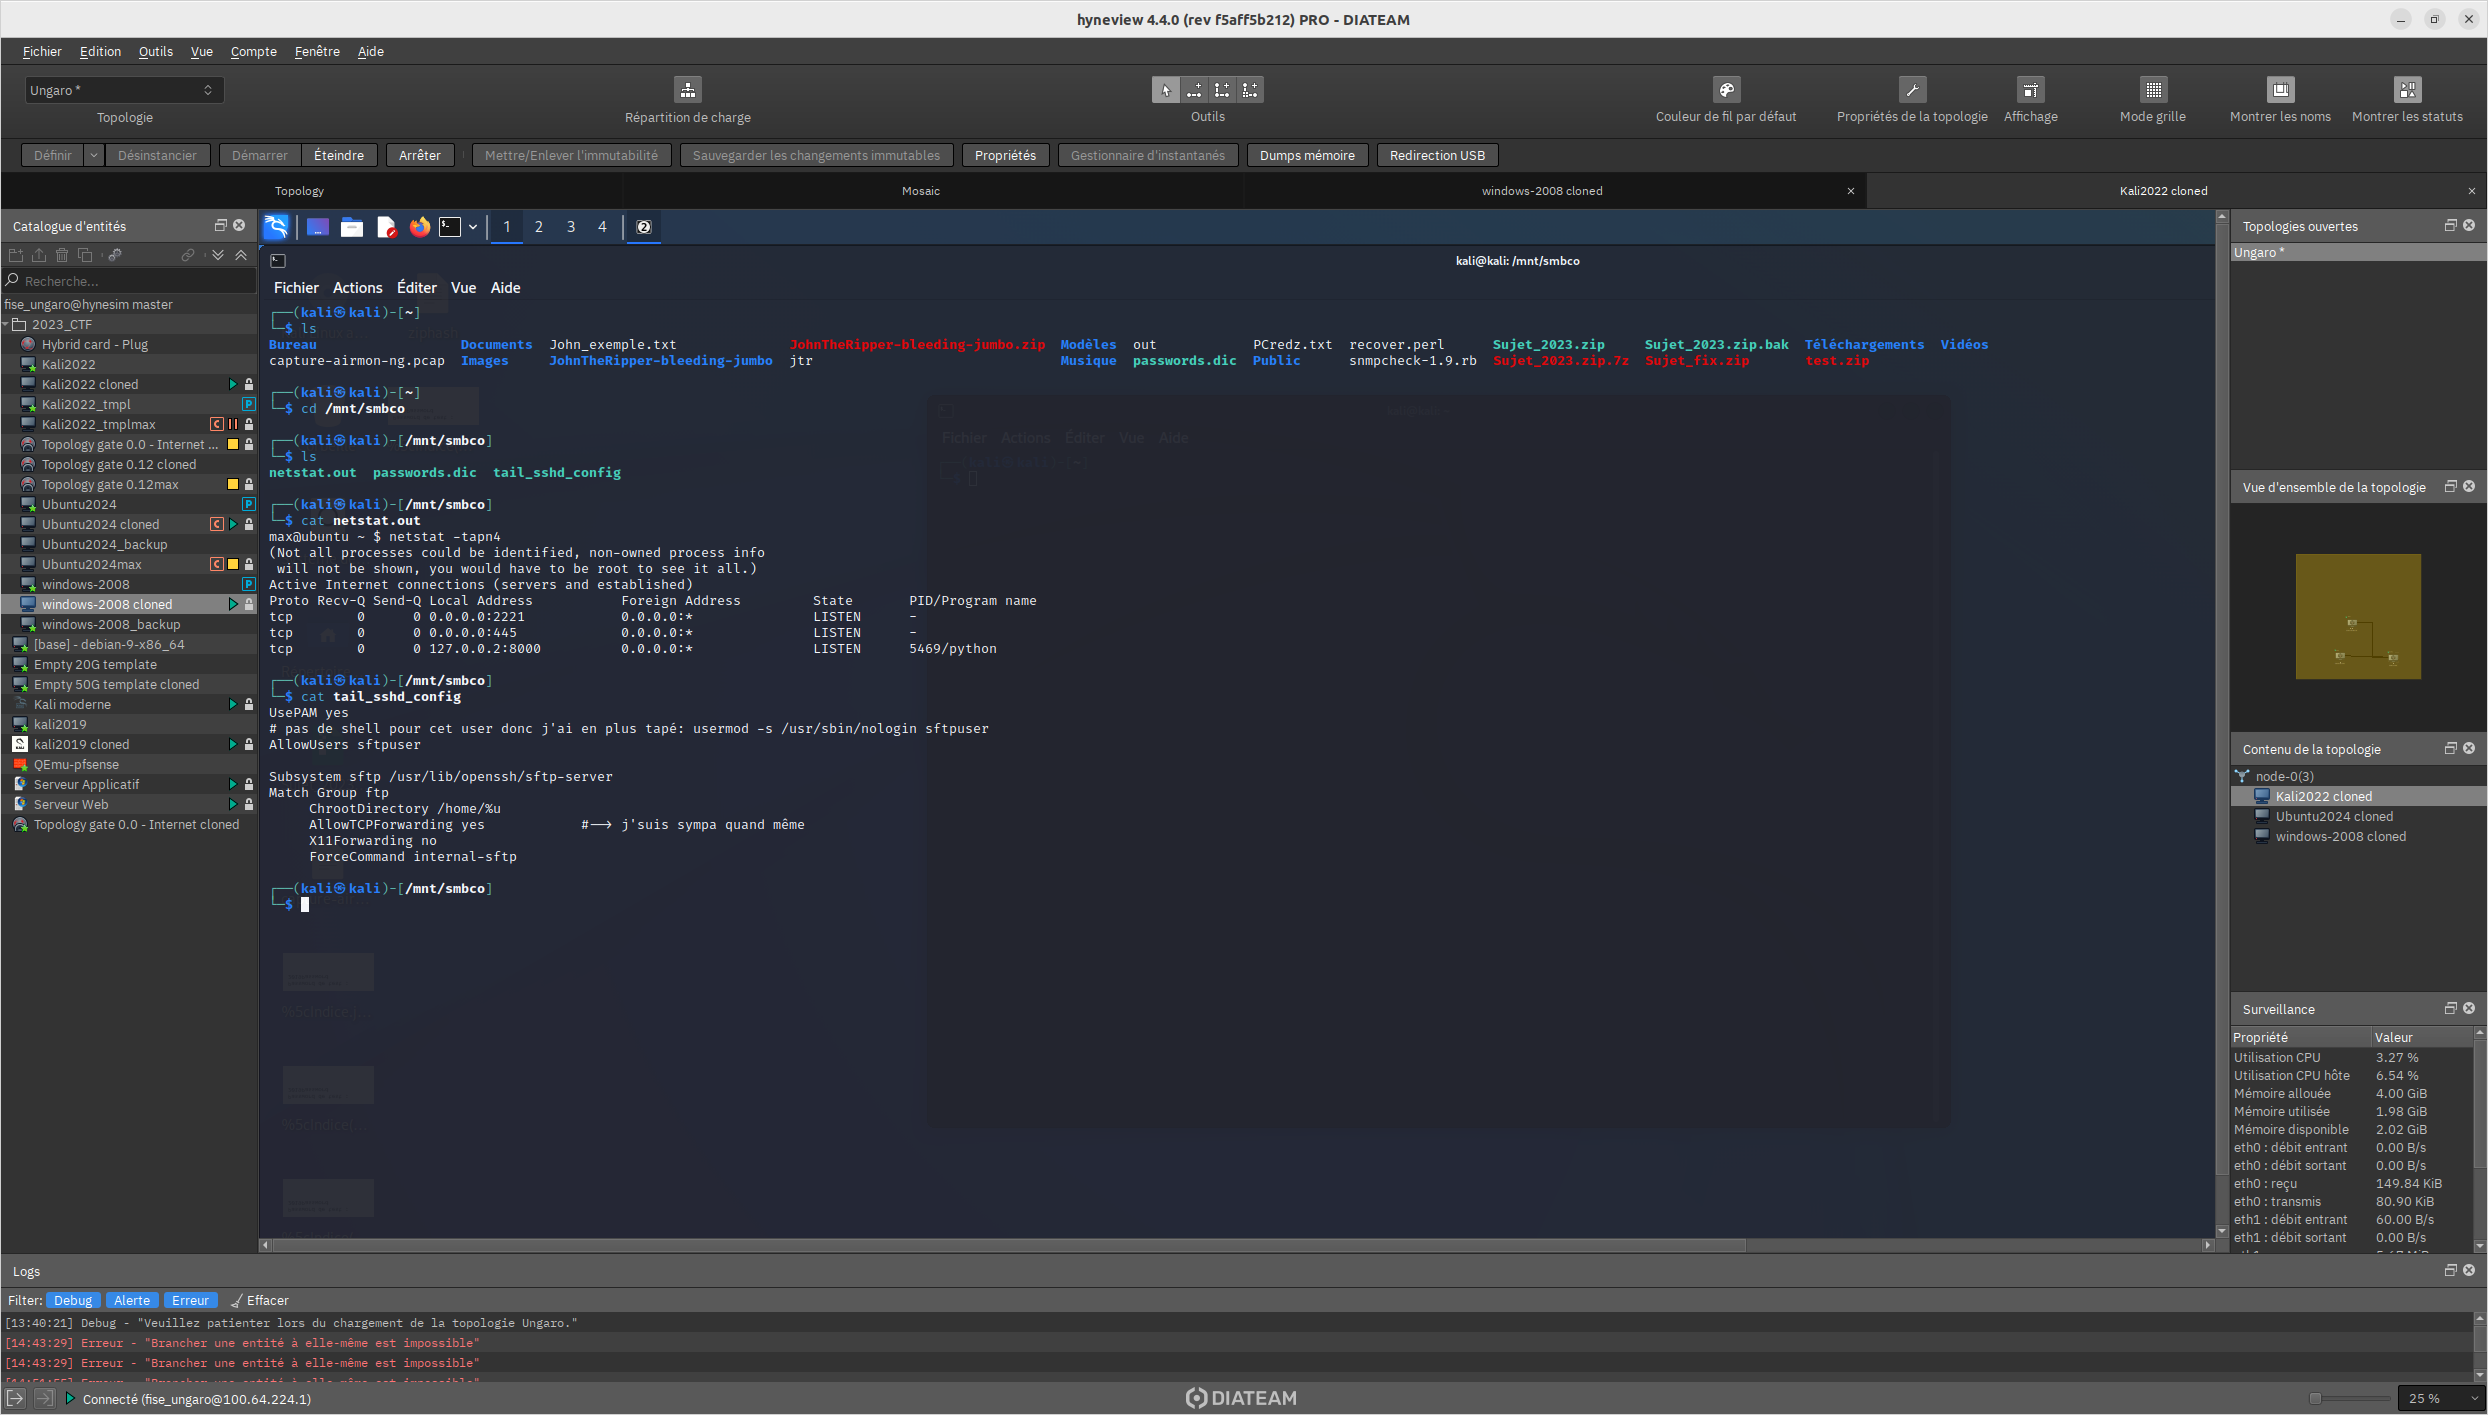 hyneview 4.4.0 (rev f5aff5b212) PRO - DIATEAM
Fichier Edition Outils Vue Compte Fenêtre Aide
Ungaro *
Topologie
Répartition de charge
Outils
Couleur de fil par défaut
Propriétés de la topologie
Affichage
Mode grille
Montrer les noms
Montrer les statuts
Définir Désinstancier Démarrer Éteindre Arrêter Mettre/Enlever l'immutabilité Sauvegarder les changements immutables Propriétés Gestionnaire d'instantanés Dumps mémoire Redirection USB
Topology Mosaic windows-2008 cloned Kali2022 cloned
Catalogue d'entités
Recherche...
fise_ungaro@hynesim master
2023_CTF
Hybrid card - Plug
Kali2022
Kali2022 cloned
Kali2022_tmpl
Kali2022_tmplmax
Topology gate 0.0 - Internet ...
Topology gate 0.12 cloned
Topology gate 0.12max
Ubuntu2024
Ubuntu2024 cloned
Ubuntu2024_backup
Ubuntu2024max
windows-2008
windows-2008 cloned
windows-2008_backup
[base] - debian-9-x86_64
Empty 20G template
Empty 50G template cloned
Kali moderne
kali2019
kali2019 cloned
QEmu-pfsense
Serveur Applicatif
Serveur Web
Topology gate 0.0 - Internet cloned
1 2 3 4
kali@kali: /mnt/smbco
Fichier Actions Éditer Vue Aide
┌──(kali㉿kali)-[~]
└─$ ls
Bureau Documents John_exemple.txt JohnTheRipper-bleeding-jumbo.zip Modèles out PCredz.txt recover.perl Sujet_2023.zip Sujet_2023.zip.bak Téléchargements Vidéos
capture-airmon-ng.pcap Images JohnTheRipper-bleeding-jumbo jtr Musique passwords.dic Public snmpcheck-1.9.rb Sujet_2023.zip.7z Sujet_fix.zip test.zip
┌──(kali㉿kali)-[~]
└─$ cd /mnt/smbco
┌──(kali㉿kali)-[/mnt/smbco]
└─$ ls
netstat.out passwords.dic tail_sshd_config
┌──(kali㉿kali)-[/mnt/smbco]
└─$ cat netstat.out
max@ubuntu ~ $ netstat -tapn4
(Not all processes could be identified, non-owned process info
will not be shown, you would have to be root to see it all.)
Active Internet connections (servers and established)
Proto Recv-Q Send-Q Local Address Foreign Address State PID/Program name
tcp 0 0 0.0.0.0:2221 0.0.0.0:* LISTEN -
tcp 0 0 0.0.0.0:445 0.0.0.0:* LISTEN -
tcp 0 0 127.0.0.2:8000 0.0.0.0:* LISTEN 5469/python
┌──(kali㉿kali)-[/mnt/smbco]
└─$ cat tail_sshd_config
UsePAM yes
# pas de shell pour cet user donc j'ai en plus tapé: usermod -s /usr/sbin/nologin sftpuser
AllowUsers sftpuser
Subsystem sftp /usr/lib/openssh/sftp-server
Match Group ftp
ChrootDirectory /home/%u
AllowTCPForwarding yes #--> j'suis sympa quand même
X11Forwarding no
ForceCommand internal-sftp
┌──(kali㉿kali)-[/mnt/smbco]
└─$
Fichier Actions Éditer Vue Aide
Topologies ouvertes
Ungaro *
Vue d'ensemble de la topologie
Contenu de la topologie
node-0(3)
Kali2022 cloned
Ubuntu2024 cloned
windows-2008 cloned
Surveillance
Propriété Valeur
Utilisation CPU 3.27 %
Utilisation CPU hôte 6.54 %
Mémoire allouée 4.00 GiB
Mémoire utilisée 1.98 GiB
Mémoire disponible 2.02 GiB
eth0 : débit entrant 0.00 B/s
eth0 : débit sortant 0.00 B/s
eth0 : reçu 149.84 KiB
eth0 : transmis 80.90 KiB
eth1 : débit entrant 60.00 B/s
eth1 : débit sortant 0.00 B/s
Logs
Filter: Debug Alerte Erreur Effacer
[13:40:21] Debug - "Veuillez patienter lors du chargement de la topologie Ungaro."
[14:43:29] Erreur - "Brancher une entité à elle-même est impossible"
[14:43:29] Erreur - "Brancher une entité à elle-même est impossible"
Connecté (fise_ungaro@100.64.224.1)
DIATEAM
25 %